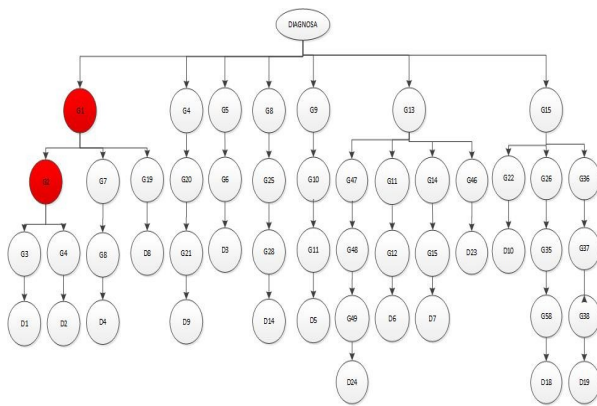 DIAGNOSA
G1 G4 G5 G8 G9 G13 G15
G2 G7 G19 G20 G6 G25 G10 G47 G11 G14 G46 G22 G26 G36
G3 G4 G8 D8 G21 D3 G28 G11 G48 G12 G15 D23 D10 G35 G37
D1 D2 D4 D9 D14 D5 G49 D6 D7 G58 G38
D24 D18 D19